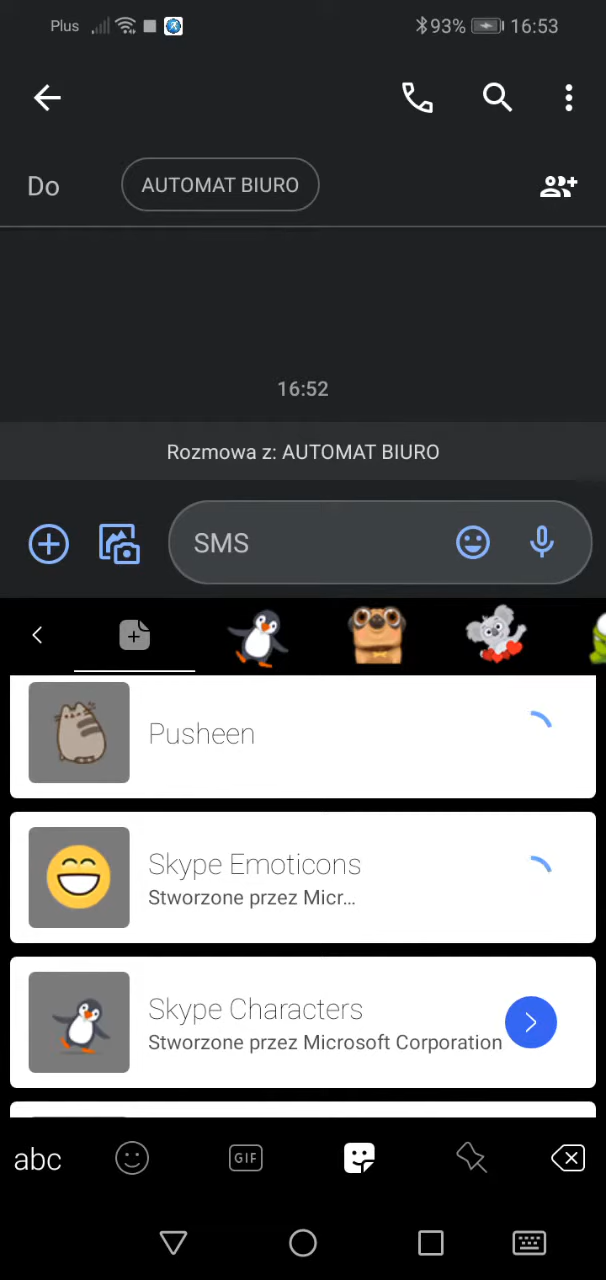 Plus 93% 16:53
Do AUTOMAT BIURO
16:52
Rozmowa z: AUTOMAT BIURO
SMS
Pusheen
Skype Emoticons
Stworzone przez Micr...
Skype Characters
Stworzone przez Microsoft Corporation
abc GIF